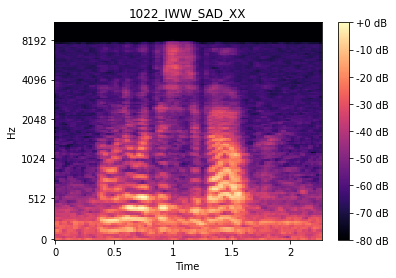 1022_IWW_SAD_XX
Hz
8192
4096
2048
1024
512
0
0
0.5
1
1.5
2
Time
+0 dB
-10 dB
-20 dB
-30 dB
-40 dB
-50 dB
-60 dB
-70 dB
-80 dB